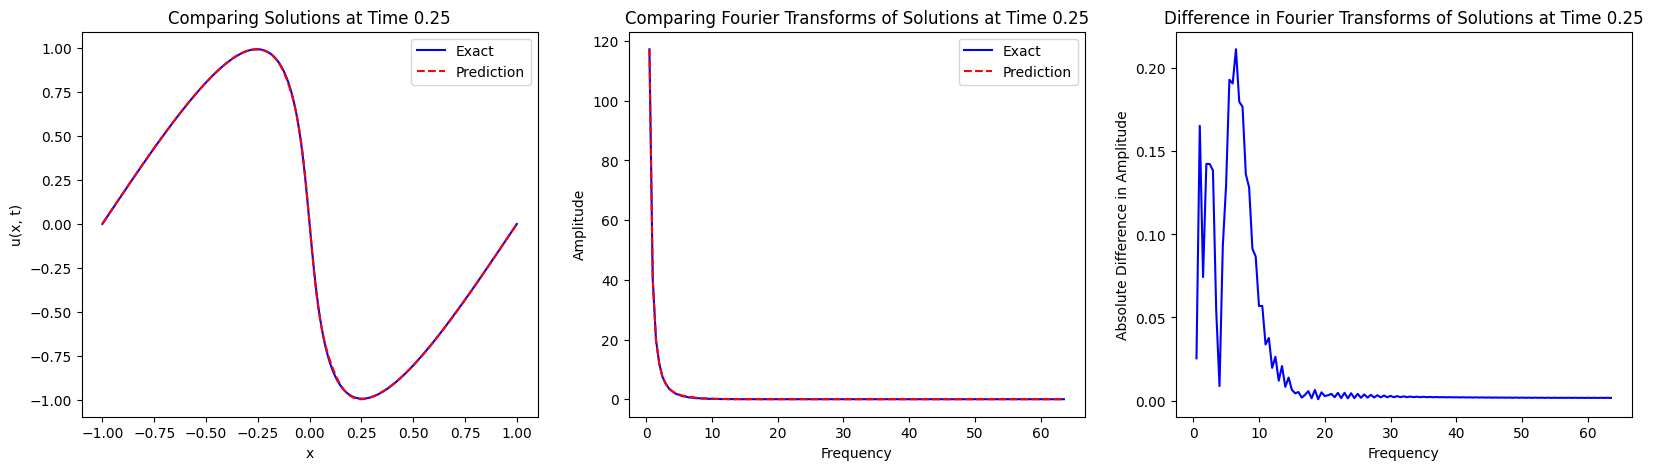 Comparing Solutions at Time 0.25
1.00
0.75
0.50
0.25
0.00
−0.25
−0.50
−0.75
−1.00
u(x, t)
Exact
Prediction
−1.00 −0.75 −0.50 −0.25 0.00 0.25 0.50 0.75 1.00
x
Comparing Fourier Transforms of Solutions at Time 0.25
120
100
80
60
40
20
0
Amplitude
Exact
Prediction
0 10 20 30 40 50 60
Frequency
Difference in Fourier Transforms of Solutions at Time 0.25
0.20
0.15
0.10
0.05
0.00
Absolute Difference in Amplitude
0 10 20 30 40 50 60
Frequency